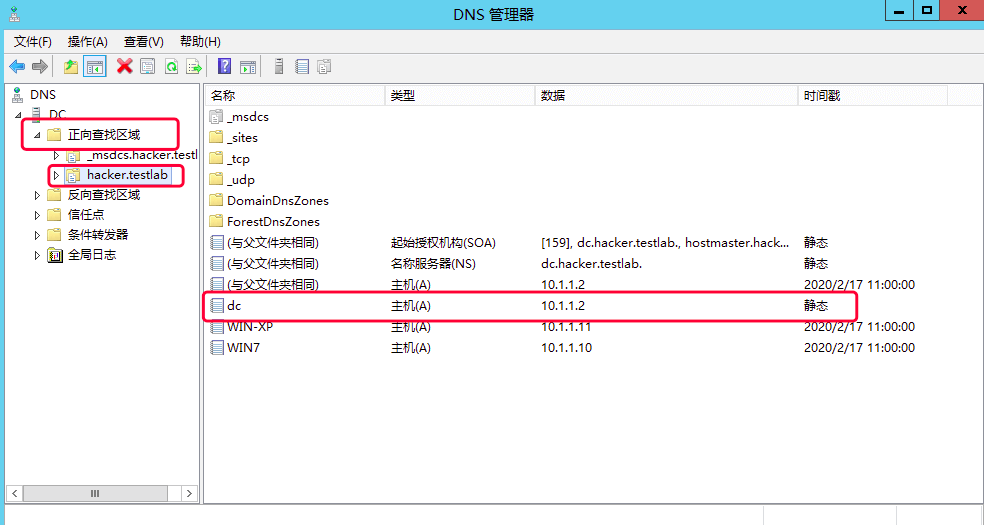 DNS 管理器
文件(F) 操作(A) 查看(V) 帮助(H)
DNS
DC
正向查找区域
_msdcs.hacker.testl
hacker.testlab
反向查找区域
信任点
条件转发器
全局日志
名称 类型 数据 时间戳
_msdcs
_sites
_tcp
_udp
DomainDnsZones
ForestDnsZones
(与父文件夹相同) 起始授权机构(SOA) [159], dc.hacker.testlab., hostmaster.hack... 静态
(与父文件夹相同) 名称服务器(NS) dc.hacker.testlab. 静态
(与父文件夹相同) 主机(A) 10.1.1.2 2020/2/17 11:00:00
dc 主机(A) 10.1.1.2 静态
WIN-XP 主机(A) 10.1.1.11 2020/2/17 11:00:00
WIN7 主机(A) 10.1.1.10 2020/2/17 11:00:00